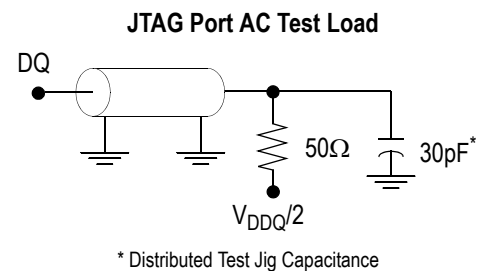 JTAG Port AC Test Load
DQ
50Ω
30pF*
VDDQ/2
* Distributed Test Jig Capacitance